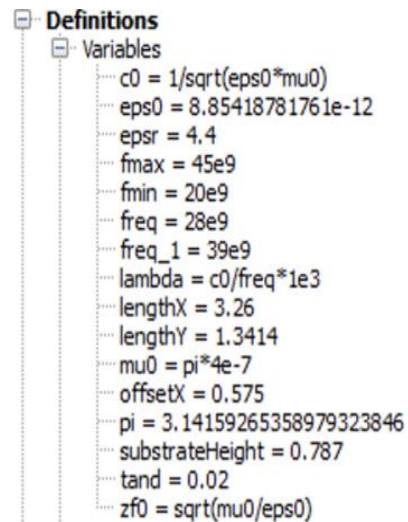 Definitions
Variables
c0 = 1/sqrt(eps0*mu0)
eps0 = 8.85418781761e-12
epsr = 4.4
fmax = 45e9
fmin = 20e9
freq = 28e9
freq_1 = 39e9
lambda = c0/freq*1e3
lengthX = 3.26
lengthY = 1.3414
mu0 = pi*4e-7
offsetX = 0.575
pi = 3.14159265358979323846
substrateHeight = 0.787
tand = 0.02
zf0 = sqrt(mu0/eps0)